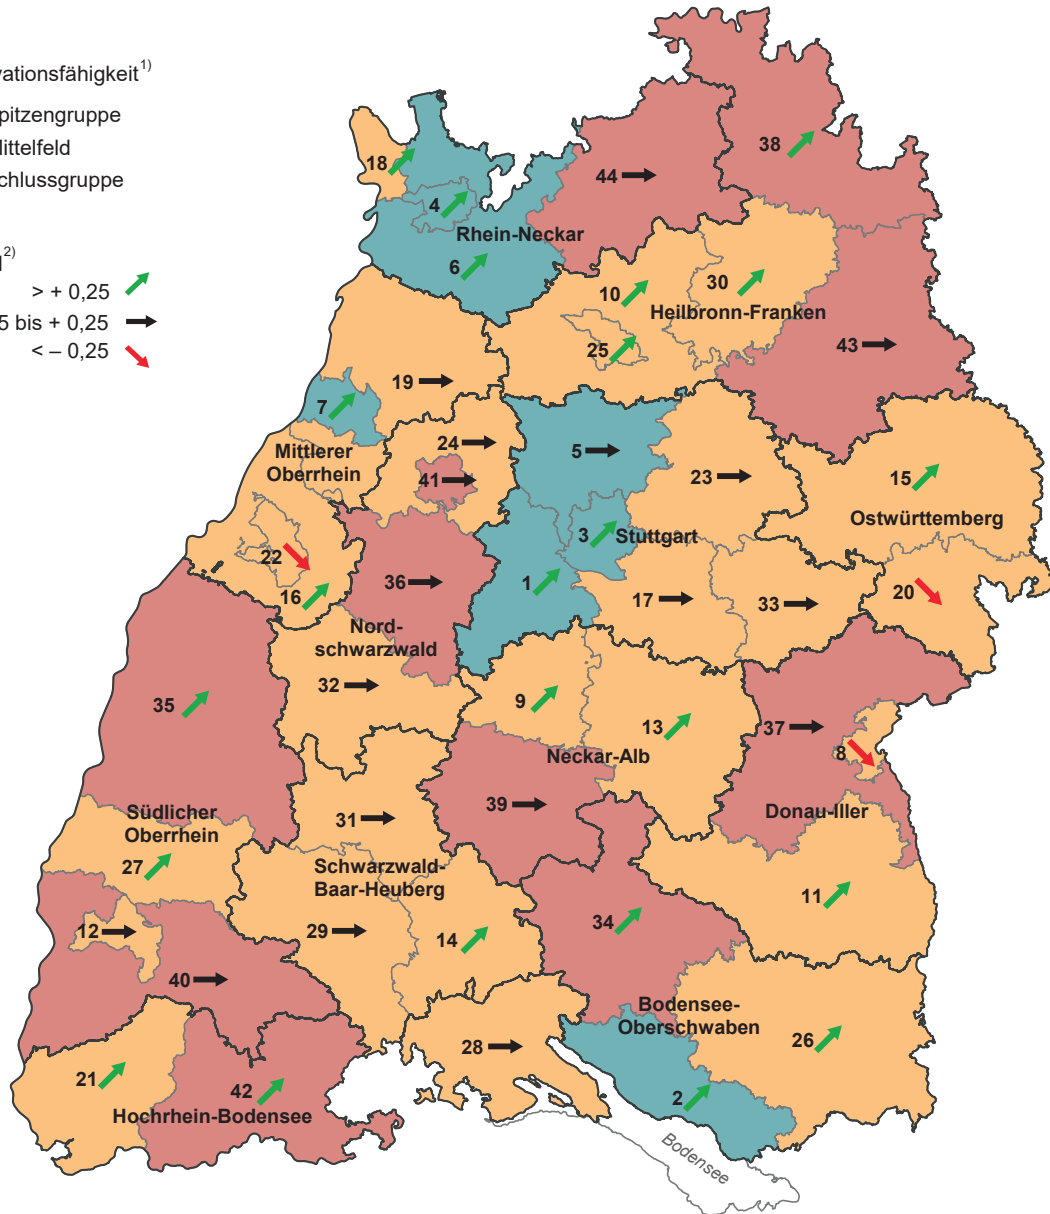 vationsfähigkeit1)
pitzengruppe
ittelfeld
chlussgruppe
2)
> + 0,25
5 bis + 0,25
< – 0,25
38
18
44
4
Rhein-Neckar
6
10
30
Heilbronn-Franken
25
43
19
7
24
5
Mittlerer
Oberrhein
41
23
15
Ostwürttemberg
3
Stuttgart
22
36
1
16
17
33
20
Nord-
schwarzwald
32
9
35
13
37
Neckar-Alb
8
39
Donau-Iller
Südlicher
Oberrhein
31
27
Schwarzwald-
Baar-Heuberg
11
12
29
14
34
40
Bodensee-
Oberschwaben
28
26
21
42
2
Hochrhein-Bodensee
Bodensee